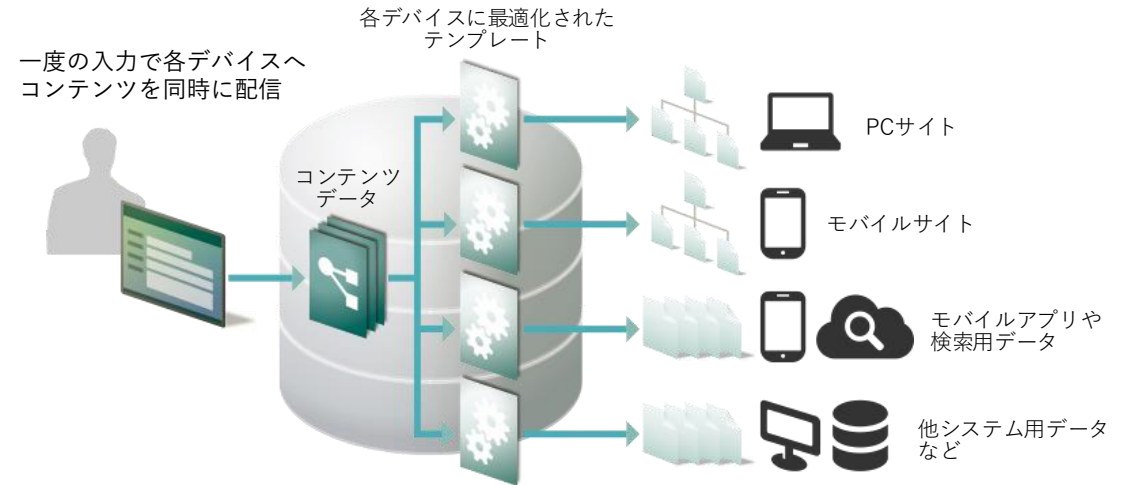 各デバイスに最適化された
テンプレート
一度の入力で各デバイスへ
コンテンツを同時に配信
コンテンツ
データ
PCサイト
モバイルサイト
モバイルアプリや
検索用データ
他システム用データ
など